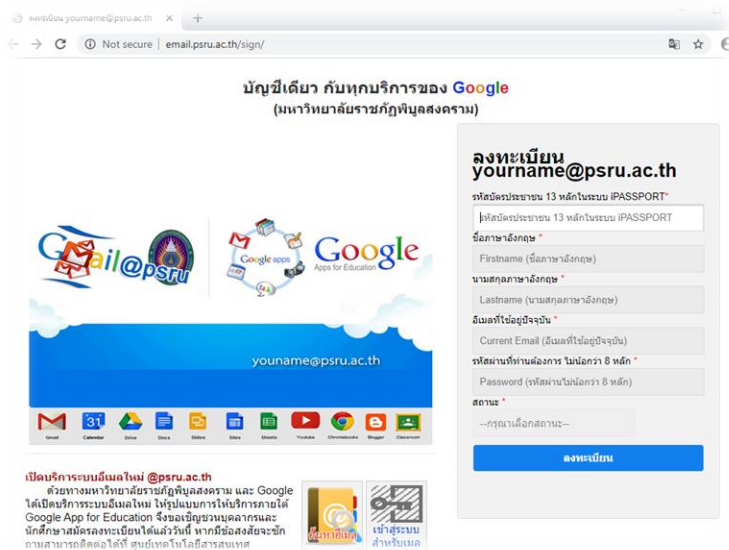 ลงทะเบียน yourname@psru.ac.th
Not secure | email.psru.ac.th/sign/
บัญชีเดียว กับทุกบริการของ Google
(มหาวิทยาลัยราชภัฏพิบูลสงคราม)
Gmail@psru
Google apps
Google
Apps for Education
youname@psru.ac.th
31
Gmail Calendar Drive Docs Slides Sites Sheets Youtube Chromebooks Blogger Classroom
เปิดบริการระบบอีเมลใหม่ @psru.ac.th
ด้วยทางมหาวิทยาลัยราชภัฏพิบูลสงคราม และ Google
ได้เปิดบริการระบบอีเมลใหม่ ให้รูปแบบการให้บริการภายใต้
Google App for Education จึงขอเชิญชวนบุคลากรและ
นักศึกษาสมัครลงทะเบียนได้แล้ววันนี้ หากมีข้อสงสัยจะซัก
ถามสามารถติดต่อได้ที่ ศูนย์เทคโนโลยีสารสนเทศ
ค้นหาอีเมล
เข้าสู่ระบบ
สำหรับเมล
ลงทะเบียน
yourname@psru.ac.th
รหัสบัตรประชาชน 13 หลักในระบบ iPASSPORT*
รหัสบัตรประชาชน 13 หลักในระบบ iPASSPORT
ชื่อภาษาอังกฤษ *
Firstname (ชื่อภาษาอังกฤษ)
นามสกุลภาษาอังกฤษ *
Lastname (นามสกุลภาษาอังกฤษ)
อีเมลที่ใช้อยู่ปัจจุบัน *
Current Email (อีเมลที่ใช้อยู่ปัจจุบัน)
รหัสผ่านที่ท่านต้องการ ไม่น้อกว่า 8 หลัก *
Password (รหัสผ่านไม่น้อกว่า 8 หลัก)
สถานะ *
--กรุณาเลือกสถานะ--
ลงทะเบียน